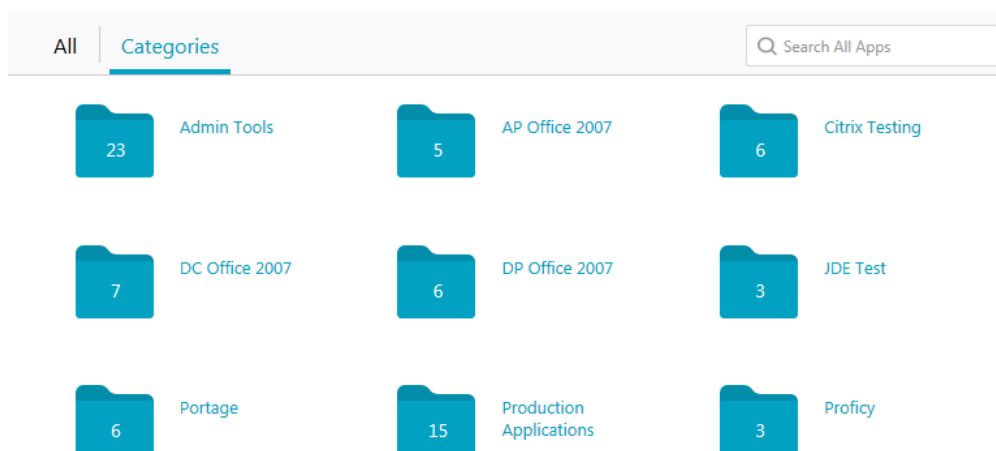 All
Categories
Search All Apps
23
Admin Tools
5
AP Office 2007
6
Citrix Testing
7
DC Office 2007
6
DP Office 2007
3
JDE Test
6
Portage
15
Production
Applications
3
Proficy